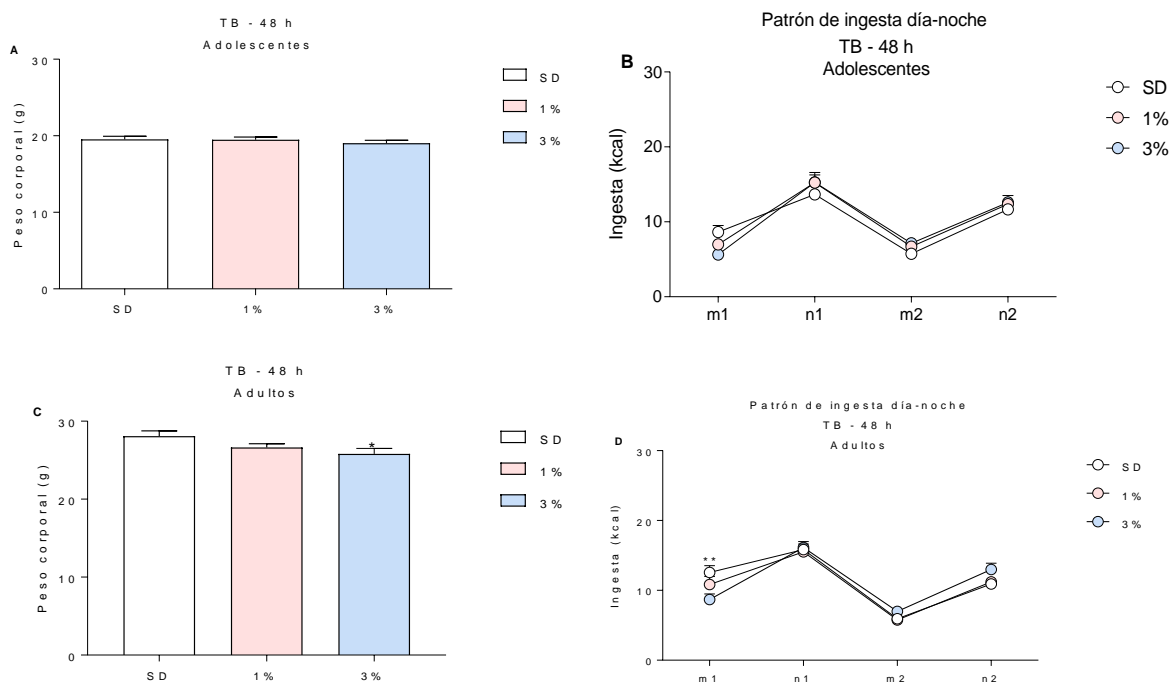 TB - 48 h
Adolescentes
A
Peso corporal (g)
30
20
10
0
SD
1%
3%
SD
1%
3%
Patrón de ingesta día-noche
TB - 48 h
Adolescentes
B
Ingesta (kcal)
30
20
10
0
m1
n1
m2
n2
SD
1%
3%
TB - 48 h
Adultos
C
Peso corporal (g)
30
20
10
0
*
SD
1%
3%
SD
1%
3%
Patrón de ingesta día-noche
TB - 48 h
Adultos
D
Ingesta (kcal)
30
20
10
0
**
m1
n1
m2
n2
SD
1%
3%